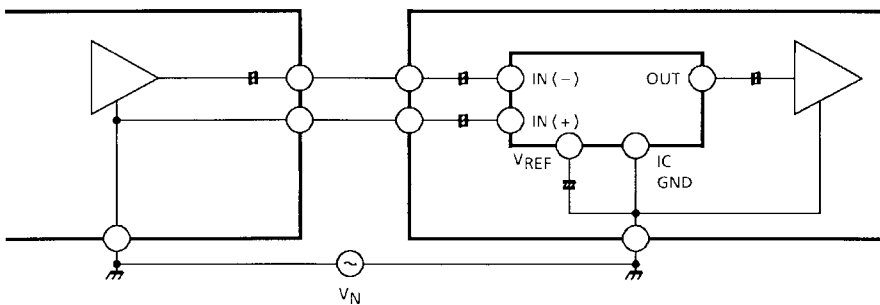 IN (−)
OUT
IN (+)
VREF
IC
GND
VN